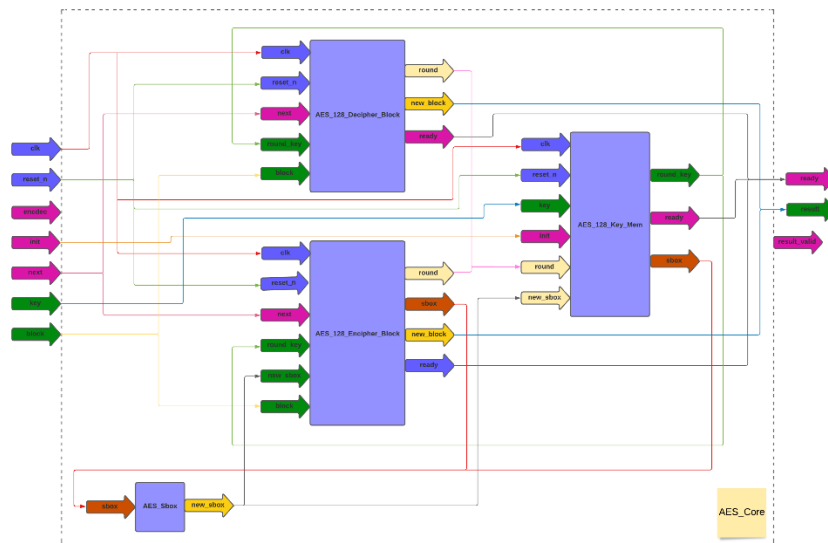 clk
reset_n
encdec
init
next
key
block
clk
reset_n
next
round_key
block
AES_128_Decipher_Block
round
new_block
ready
clk
reset_n
next
round_key
new_sbox
block
AES_128_Encipher_Block
round
sbox
new_block
ready
clk
reset_n
key
init
round
new_sbox
AES_128_Key_Mem
round_key
ready
sbox
ready
result
result_valid
sbox
AES_Sbox
new_sbox
AES_Core